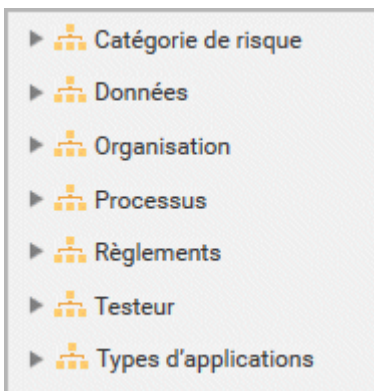 Catégorie de risque
Données
Organisation
Processus
Règlements
Testeur
Types d'applications